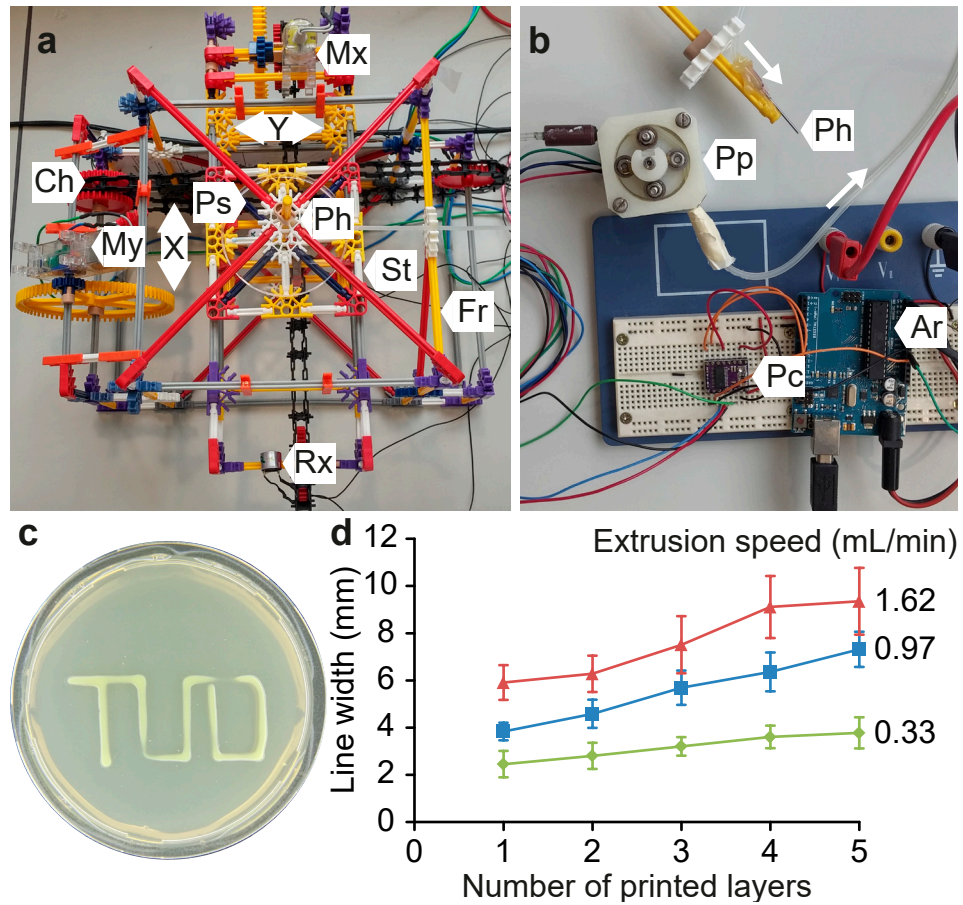 a
Mx
Y
Ch
Ps
Ph
My
X
St
Fr
Rx
b
Ph
Pp
V₁
Ar
Pc
c
TUD
d
Extrusion speed (mL/min)
Line width (mm)
12
10
8
6
4
2
0
1.62
0.97
0.33
0 1 2 3 4 5
Number of printed layers